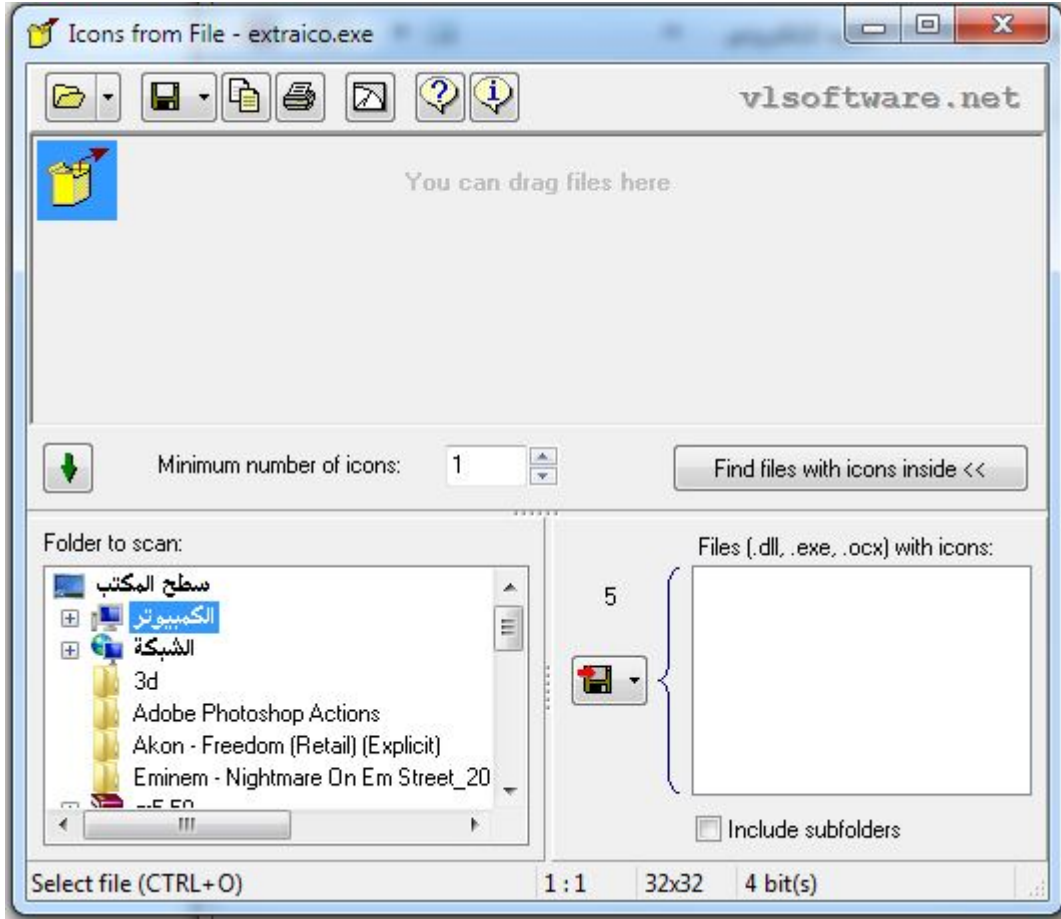 Icons from File - extraico.exe
vlsoftware.net
You can drag files here
Minimum number of icons: 1
Find files with icons inside <<
Folder to scan:
سطح المكتب
الكمبيوتر
الشبكة
3d
Adobe Photoshop Actions
Akon - Freedom (Retail) (Explicit)
Eminem - Nightmare On Em Street_20
Files (.dll, .exe, .ocx) with icons:
5
Include subfolders
Select file (CTRL+O)
1 : 1
32x32
4 bit(s)